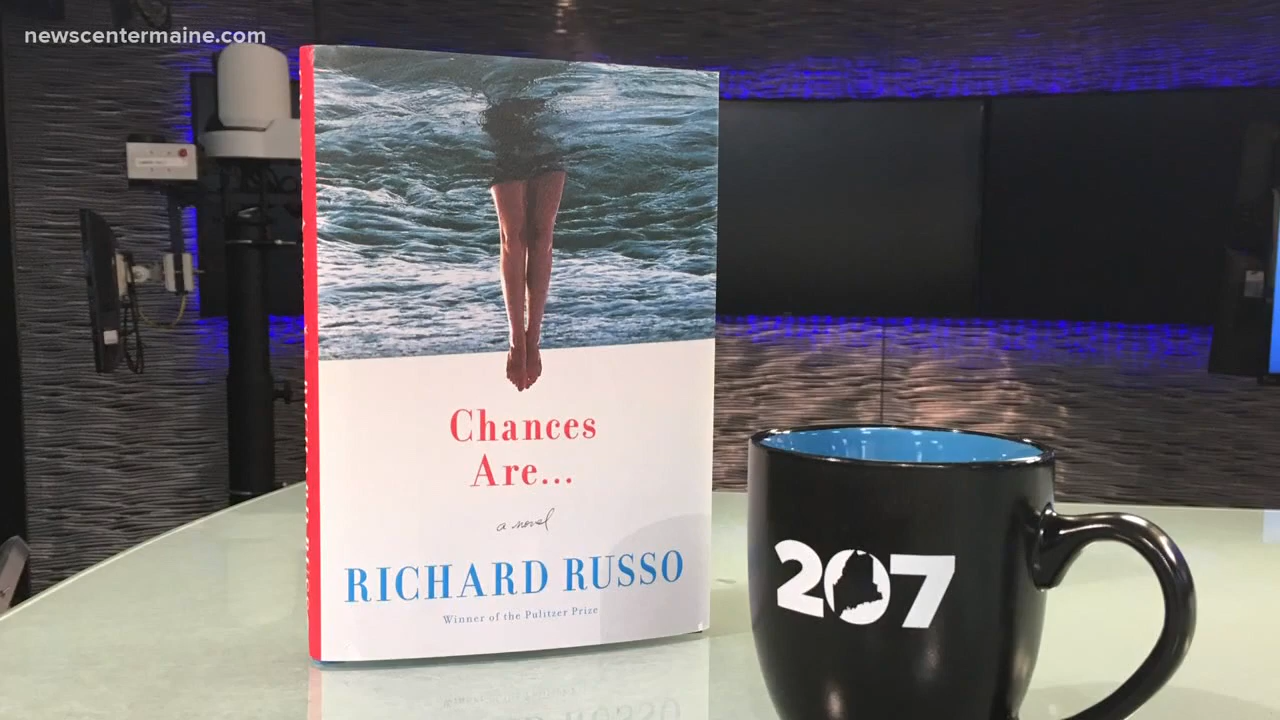 newscentermaine.com
Chances
Are...
a novel
RICHARD RUSSO
Winner of the Pulitzer Prize
207